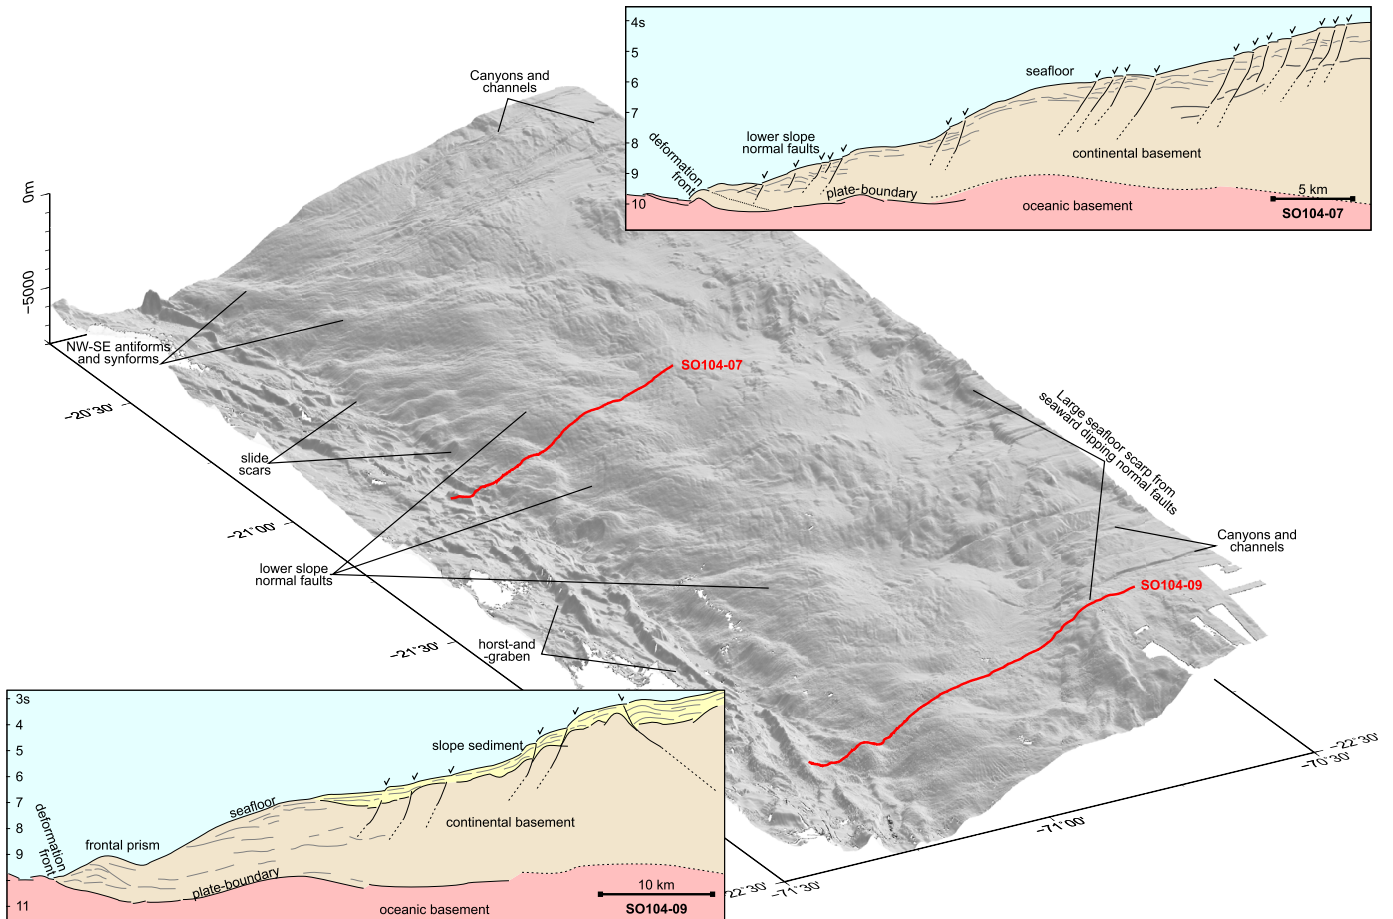 4s
5
6
7
8
9
10
seafloor
lower slope
normal faults
deformation
front
continental basement
plate-boundary
oceanic basement
5 km
SO104-07
Canyons and
channels
0m
−5000
NW-SE antiforms
and synforms
−20˚30'
SO104-07
Large seafloor scarp from
seaward dipping normal faults
slide
scars
−21˚00'
Canyons and
channels
lower slope
normal faults
SO104-09
−21˚30'
horst-and
-graben
−22˚30'
−70˚30'
−71˚00'
22˚30'
−71˚30'
3s
4
5
6
7
8
9
11
slope sediment
seafloor
deformation
front
frontal prism
continental basement
plate-boundary
10 km
oceanic basement
SO104-09